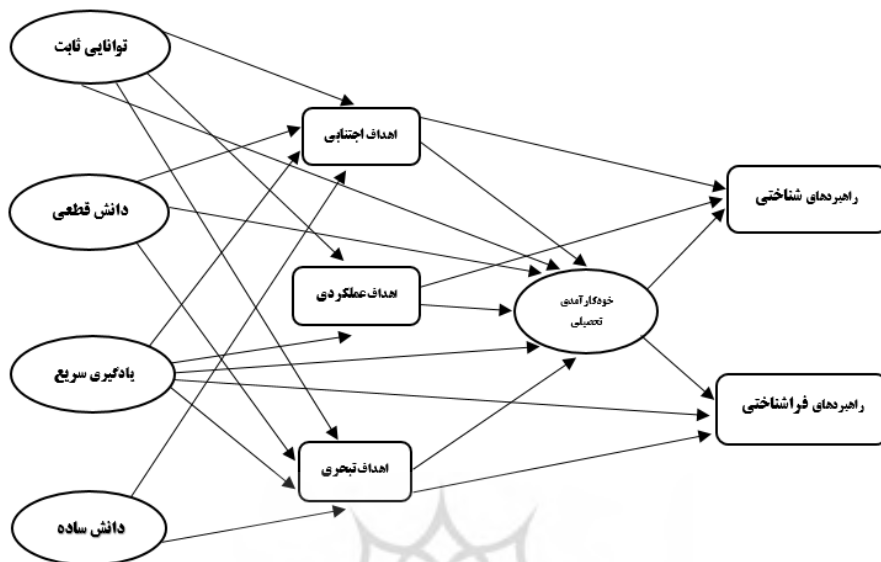 توانایی ثابت
اهداف اجتنابی
راهبردهای شناختی
دانش قطعی
اهداف عملکردی
خودکارآمدی
تحصیلی
یادگیری سریع
راهبردهای فراشناختی
اهداف تبحری
دانش ساده